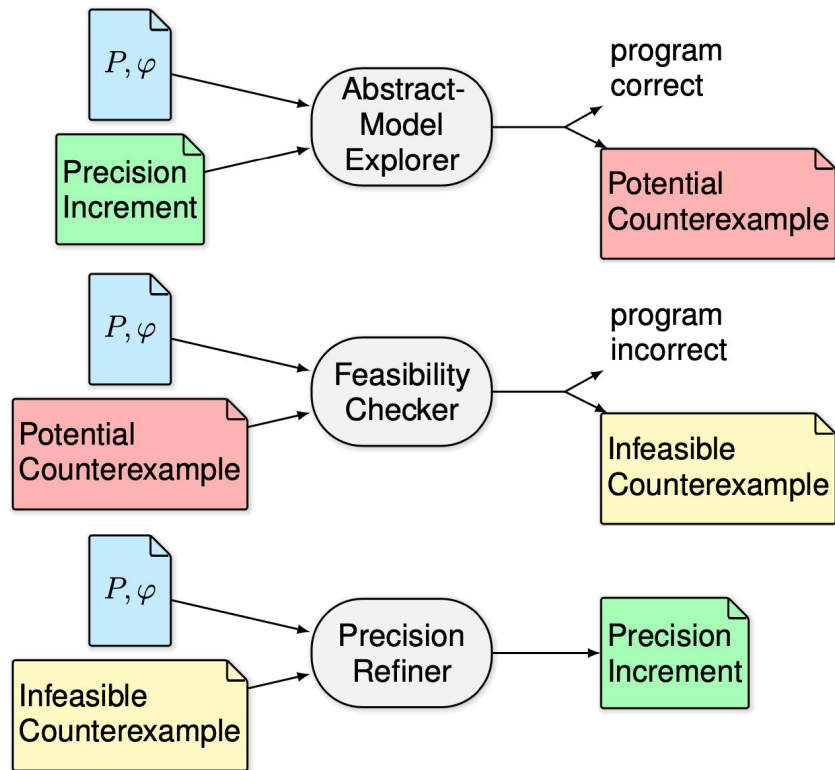 P, φ
Precision
Increment
Abstract-
Model
Explorer
program
correct
Potential
Counterexample
P, φ
Potential
Counterexample
Feasibility
Checker
program
incorrect
Infeasible
Counterexample
P, φ
Infeasible
Counterexample
Precision
Refiner
Precision
Increment